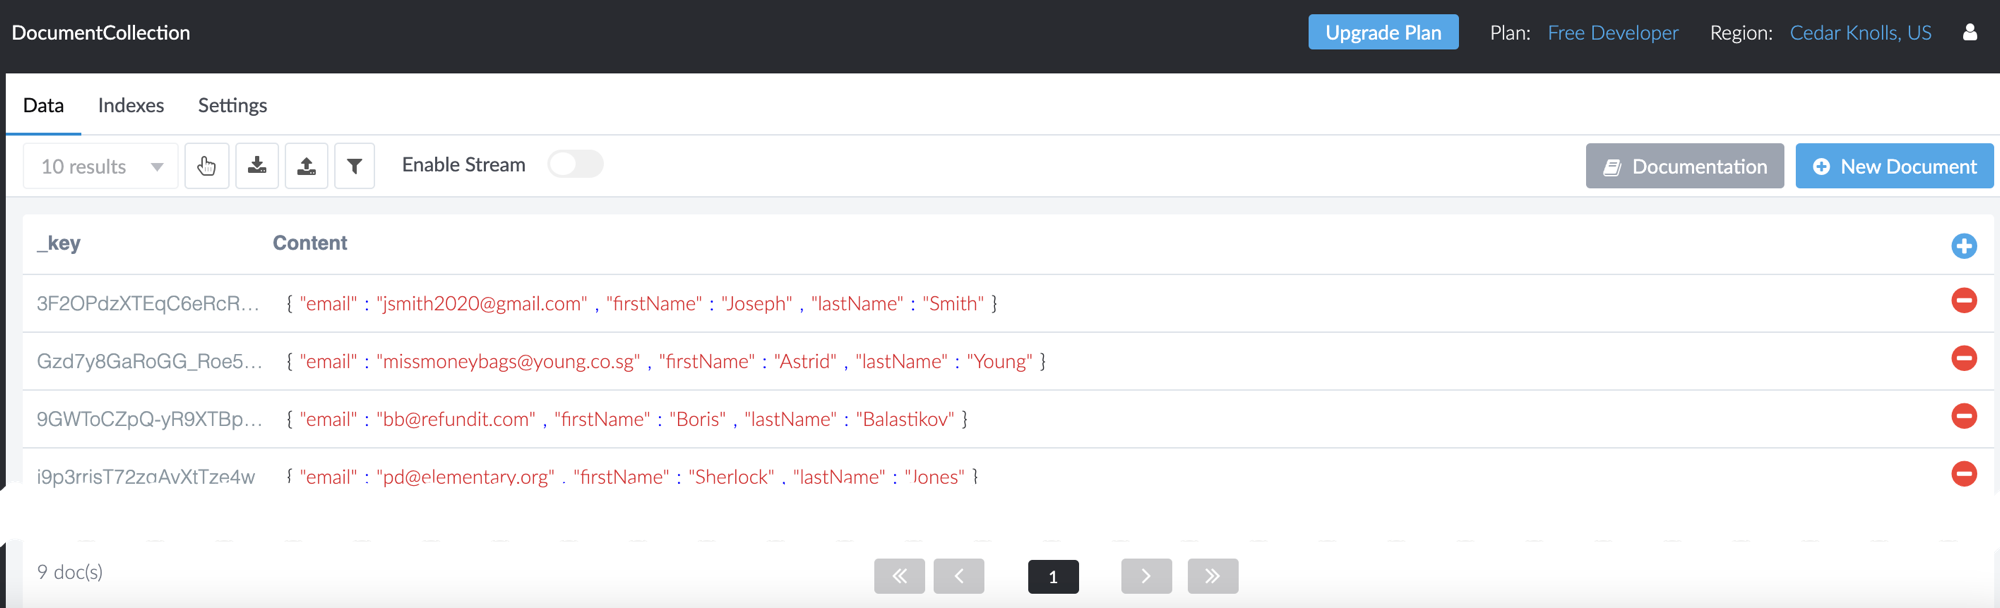 DocumentCollection Upgrade Plan Plan: Free Developer Region: Cedar Knolls, US
Data Indexes Settings
10 results Enable Stream Documentation New Document
_key Content
3F2OPdzXTEqC6eRcR... { "email" : "jsmith2020@gmail.com" , "firstName" : "Joseph" , "lastName" : "Smith" }
Gzd7y8GaRoGG_Roe5... { "email" : "missmoneybags@young.co.sg" , "firstName" : "Astrid" , "lastName" : "Young" }
9GWToCZpQ-yR9XTBp... { "email" : "bb@refundit.com" , "firstName" : "Boris" , "lastName" : "Balastikov" }
i9p3rrisT72zqAvXtTze4w { "email" : "pd@elementary.org" , "firstName" : "Sherlock" , "lastName" : "Jones" }
9 doc(s) 1